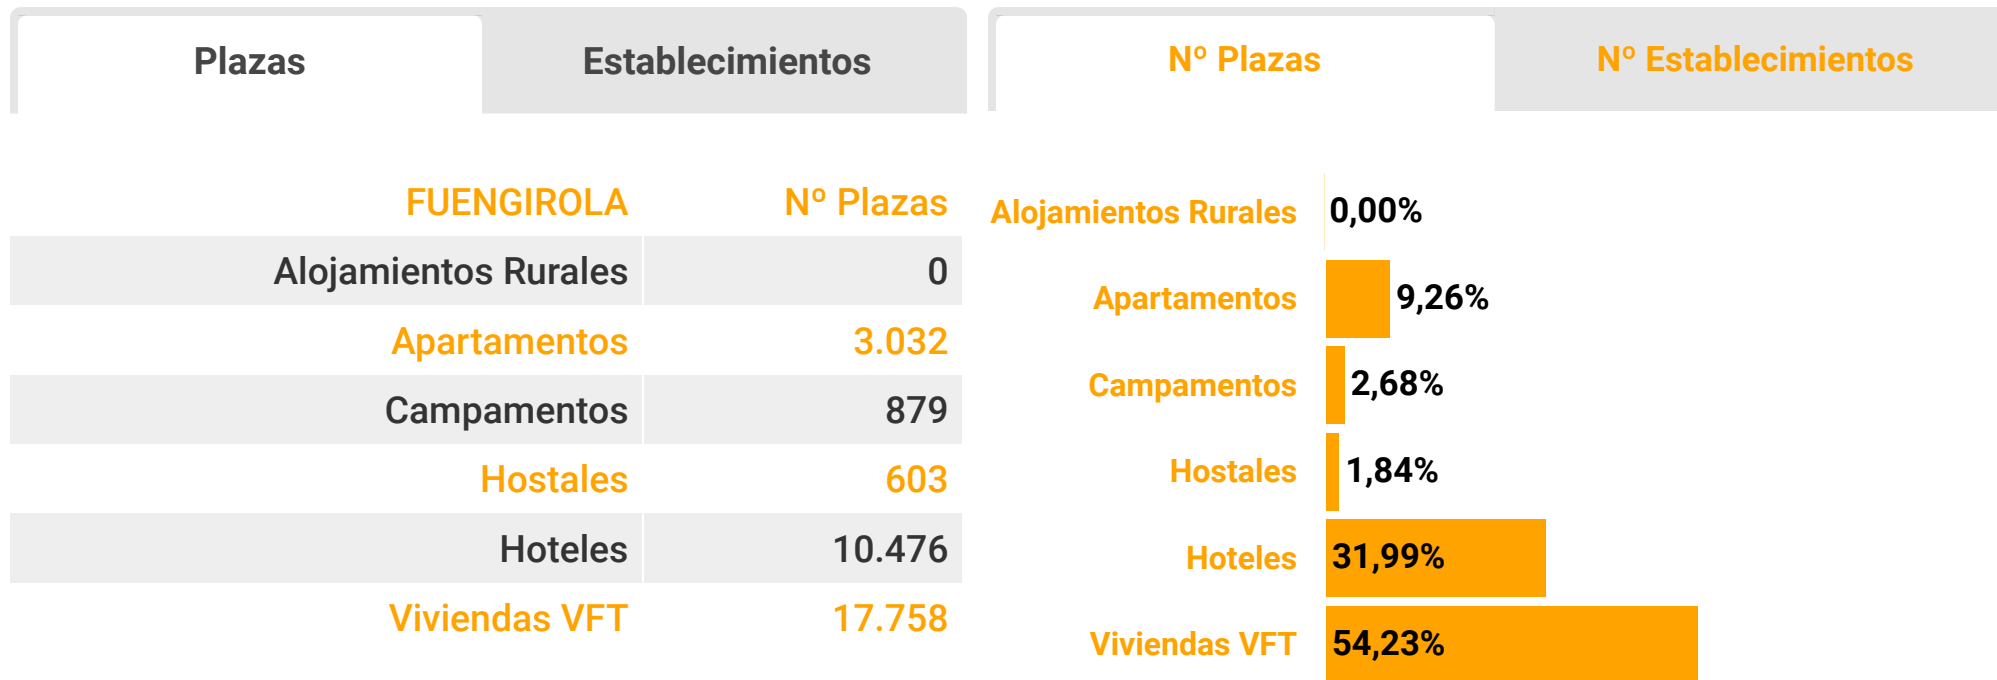 Plazas
Establecimientos
FUENGIROLA Nº Plazas
Alojamientos Rurales 0
Apartamentos 3.032
Campamentos 879
Hostales 603
Hoteles 10.476
Viviendas VFT 17.758
Nº Plazas
Nº Establecimientos
Alojamientos Rurales 0,00%
Apartamentos 9,26%
Campamentos 2,68%
Hostales 1,84%
Hoteles 31,99%
Viviendas VFT 54,23%